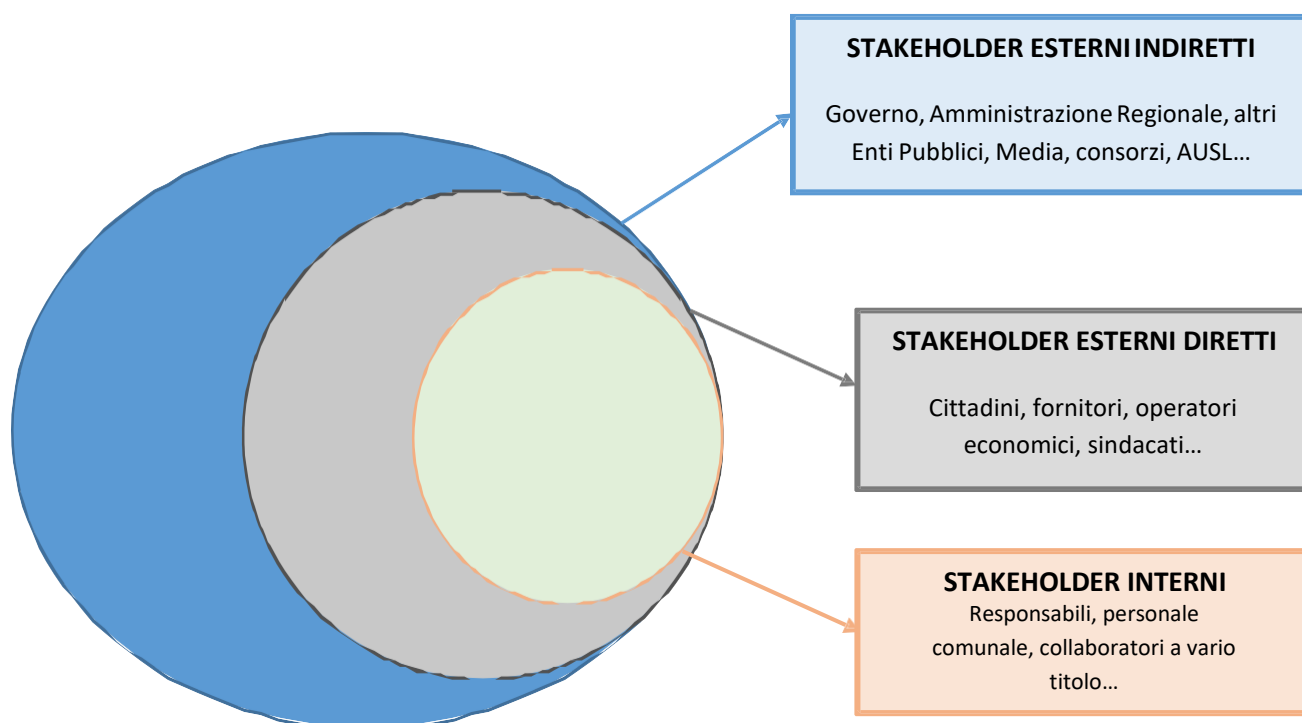 STAKEHOLDER ESTERNI INDIRETTI
Governo, Amministrazione Regionale, altri
Enti Pubblici, Media, consorzi, AUSL…
STAKEHOLDER ESTERNI DIRETTI
Cittadini, fornitori, operatori
economici, sindacati…
STAKEHOLDER INTERNI
Responsabili, personale
comunale, collaboratori a vario
titolo…